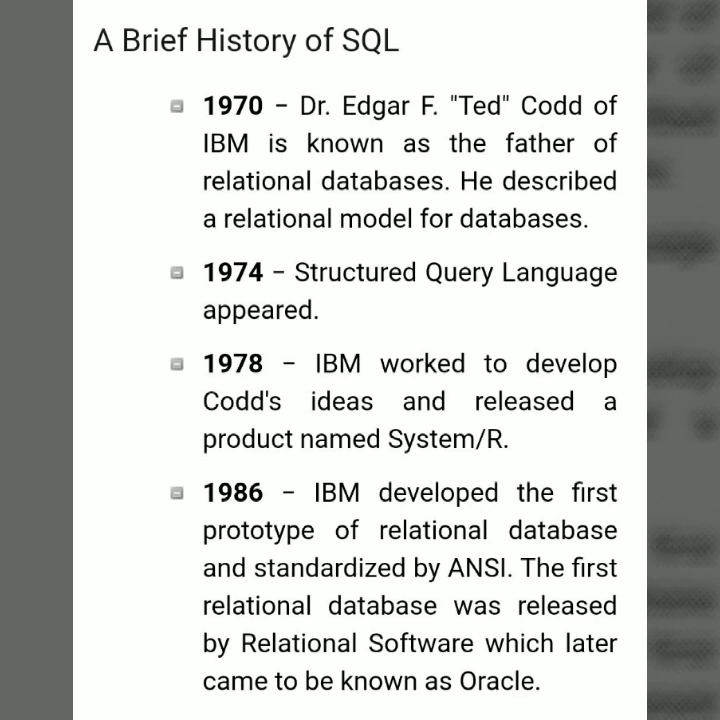 A Brief History of SQL
1970 – Dr. Edgar F. "Ted" Codd of
IBM is known as the father of
relational databases. He described
a relational model for databases.
1974 – Structured Query Language
appeared.
1978 – IBM worked to develop
Codd's ideas and released a
product named System/R.
1986 – IBM developed the first
prototype of relational database
and standardized by ANSI. The first
relational database was released
by Relational Software which later
came to be known as Oracle.